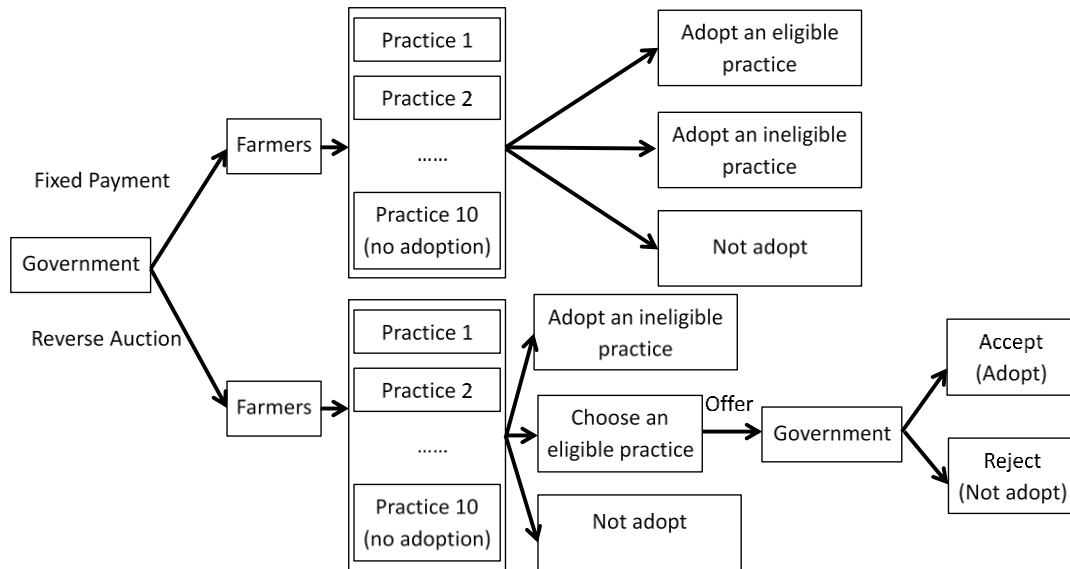 Government
Fixed Payment
Farmers
Practice 1
Practice 2
......
Practice 10
(no adoption)
Adopt an eligible
practice
Adopt an ineligible
practice
Not adopt
Reverse Auction
Farmers
Practice 1
Practice 2
......
Practice 10
(no adoption)
Adopt an ineligible
practice
Choose an
eligible practice
Not adopt
Offer
Government
Accept
(Adopt)
Reject
(Not adopt)